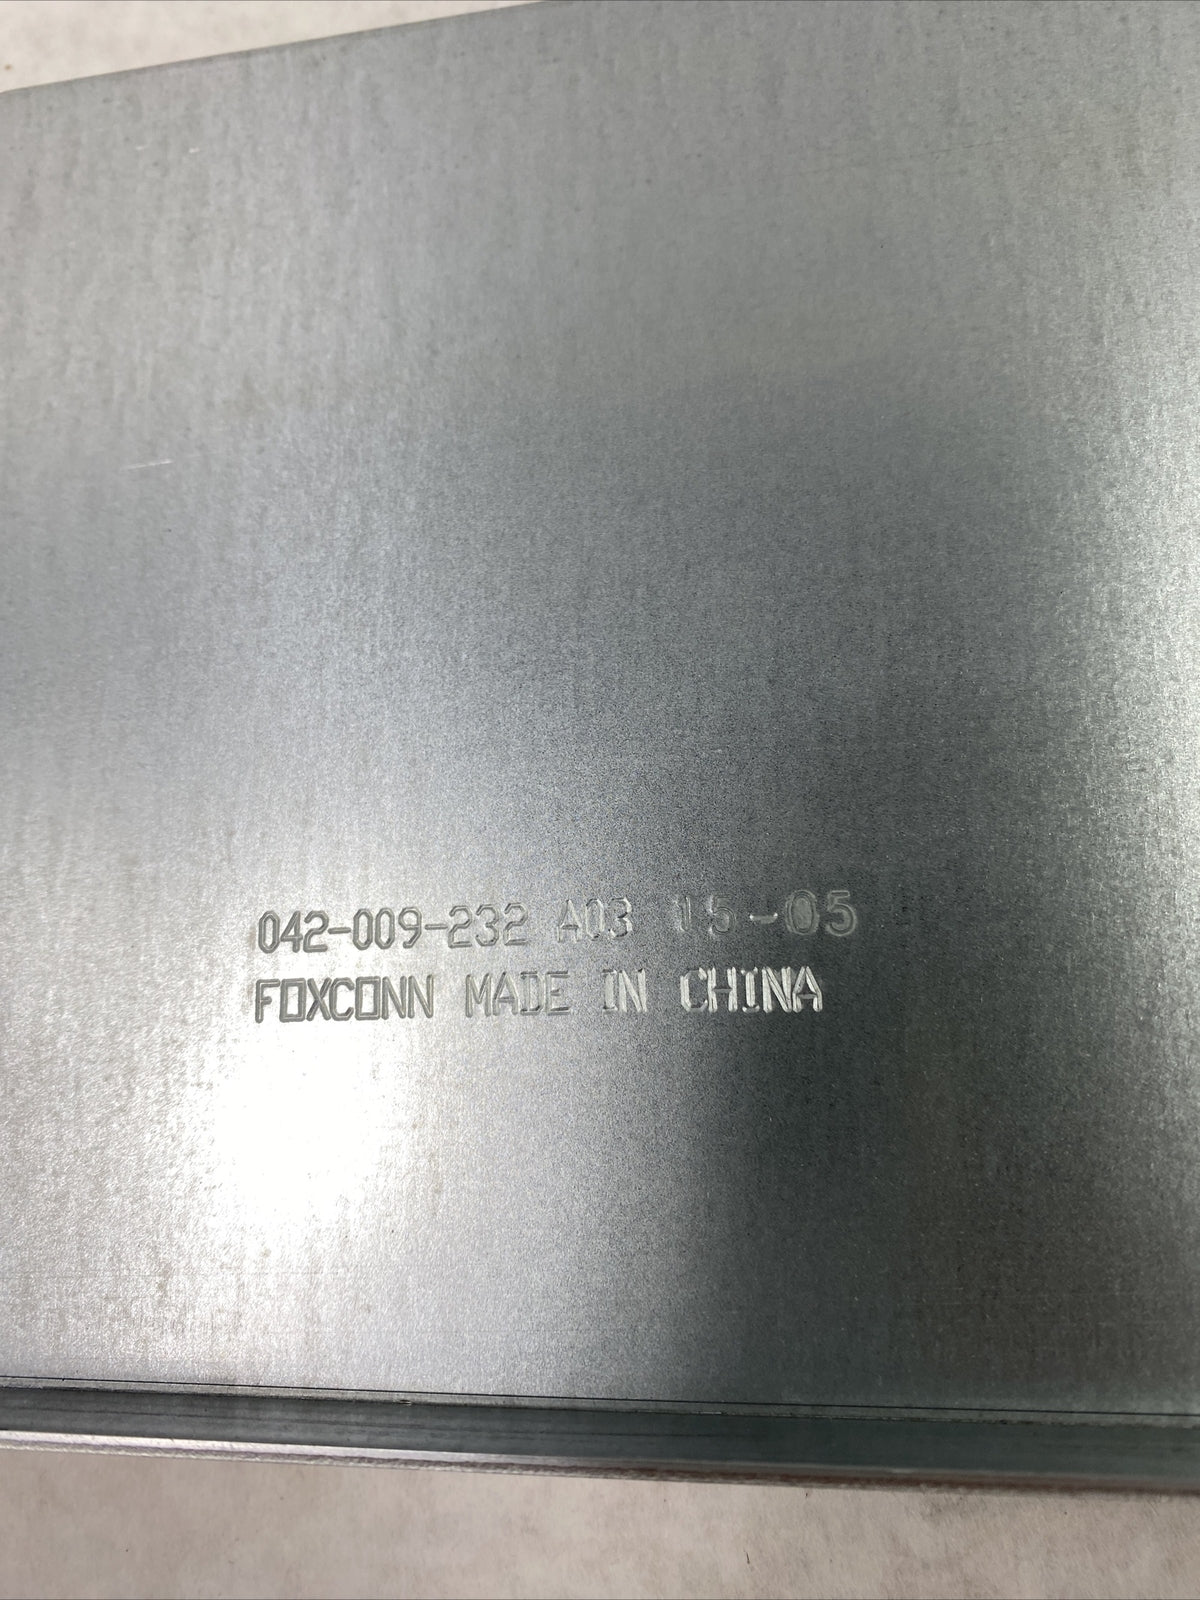 042-009-232 A03 15-05
FOXCONN MADE IN CHINA